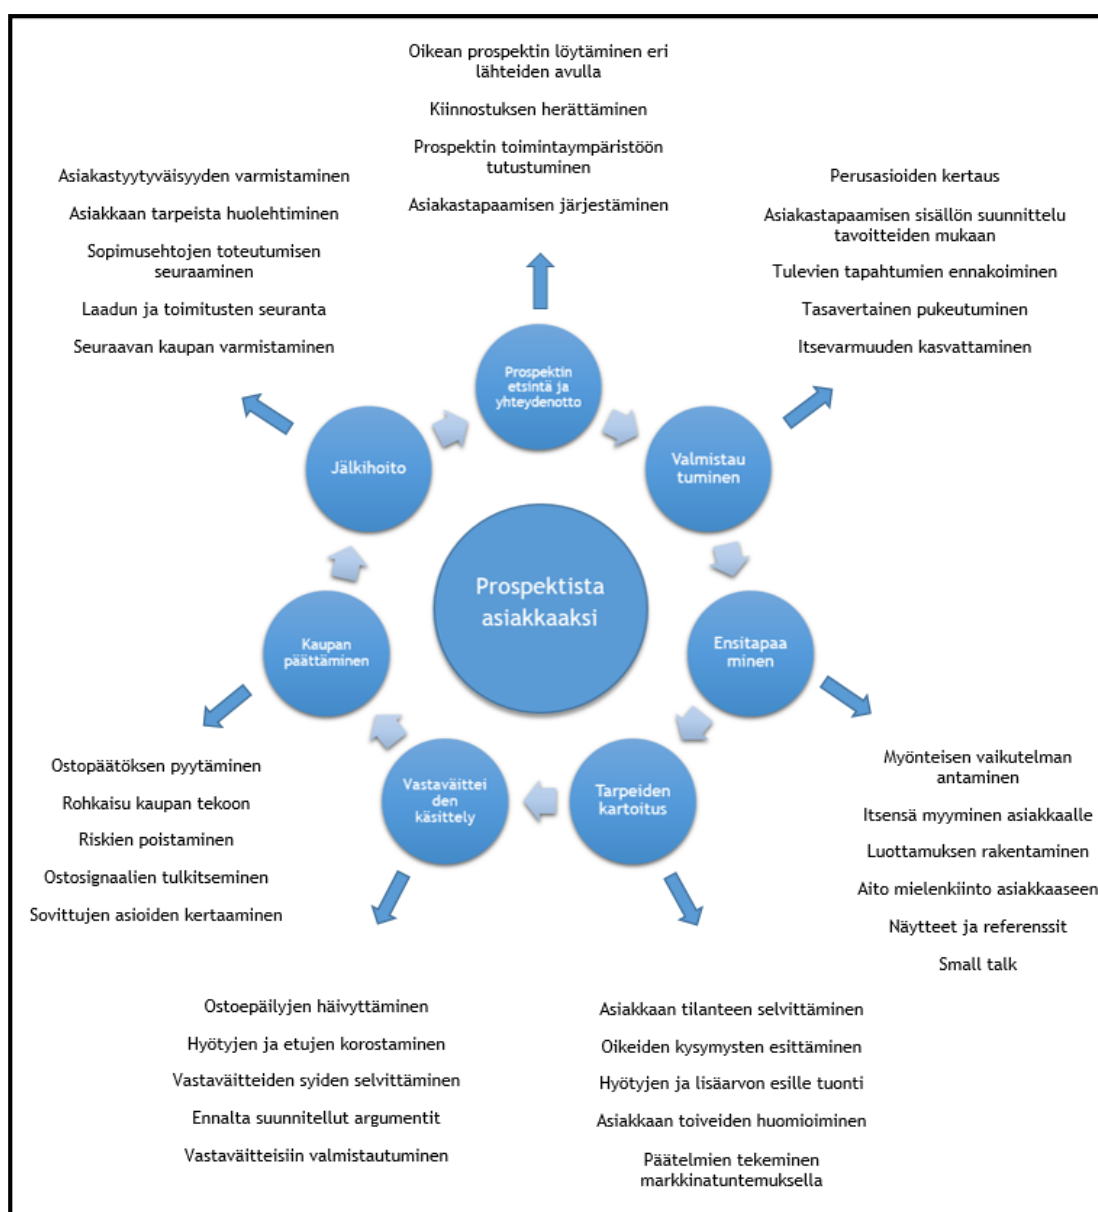 Oikean prospektin löytäminen eri
lähteiden avulla
Kiinnostuksen herättäminen
Prospektin toimintaympäristöön
tutustuminen
Asiakastapaamisen järjestäminen
Asiakastyytyväisyyden varmistaminen
Asiakkaan tarpeista huolehtiminen
Sopimusehtojen toteutumisen
seuraaminen
Laadun ja toimitusten seuranta
Seuraavan kaupan varmistaminen
Perusasioiden kertaus
Asiakastapaamisen sisällön suunnittelu
tavoitteiden mukaan
Tulevien tapahtumien ennakoiminen
Tasavertainen pukeutuminen
Itsevarmuuden kasvattaminen
Prospektin
etsintä ja
yhteydenotto
Jälkihoito
Valmistau
tuminen
Prospektista
asiakkaaksi
Kaupan
päättäminen
Ensitapaa
minen
Vastaväittei
den
käsittely
Tarpeiden
kartoitus
Ostopäätöksen pyytäminen
Rohkaisu kaupan tekoon
Riskien poistaminen
Ostosignaalien tulkitseminen
Sovittujen asioiden kertaaminen
Myönteisen vaikutelman
antaminen
Itsensä myyminen asiakkaalle
Luottamuksen rakentaminen
Aito mielenkiinto asiakkaaseen
Näytteet ja referenssit
Small talk
Ostoepäilyjen häivyttäminen
Hyötyjen ja etujen korostaminen
Vastaväitteiden syiden selvittäminen
Ennalta suunnitellut argumentit
Vastaväitteisiin valmistautuminen
Asiakkaan tilanteen selvittäminen
Oikeiden kysymysten esittäminen
Hyötyjen ja lisäarvon esille tuonti
Asiakkaan toiveiden huomioiminen
Päätelmien tekeminen
markkinatuntemuksella